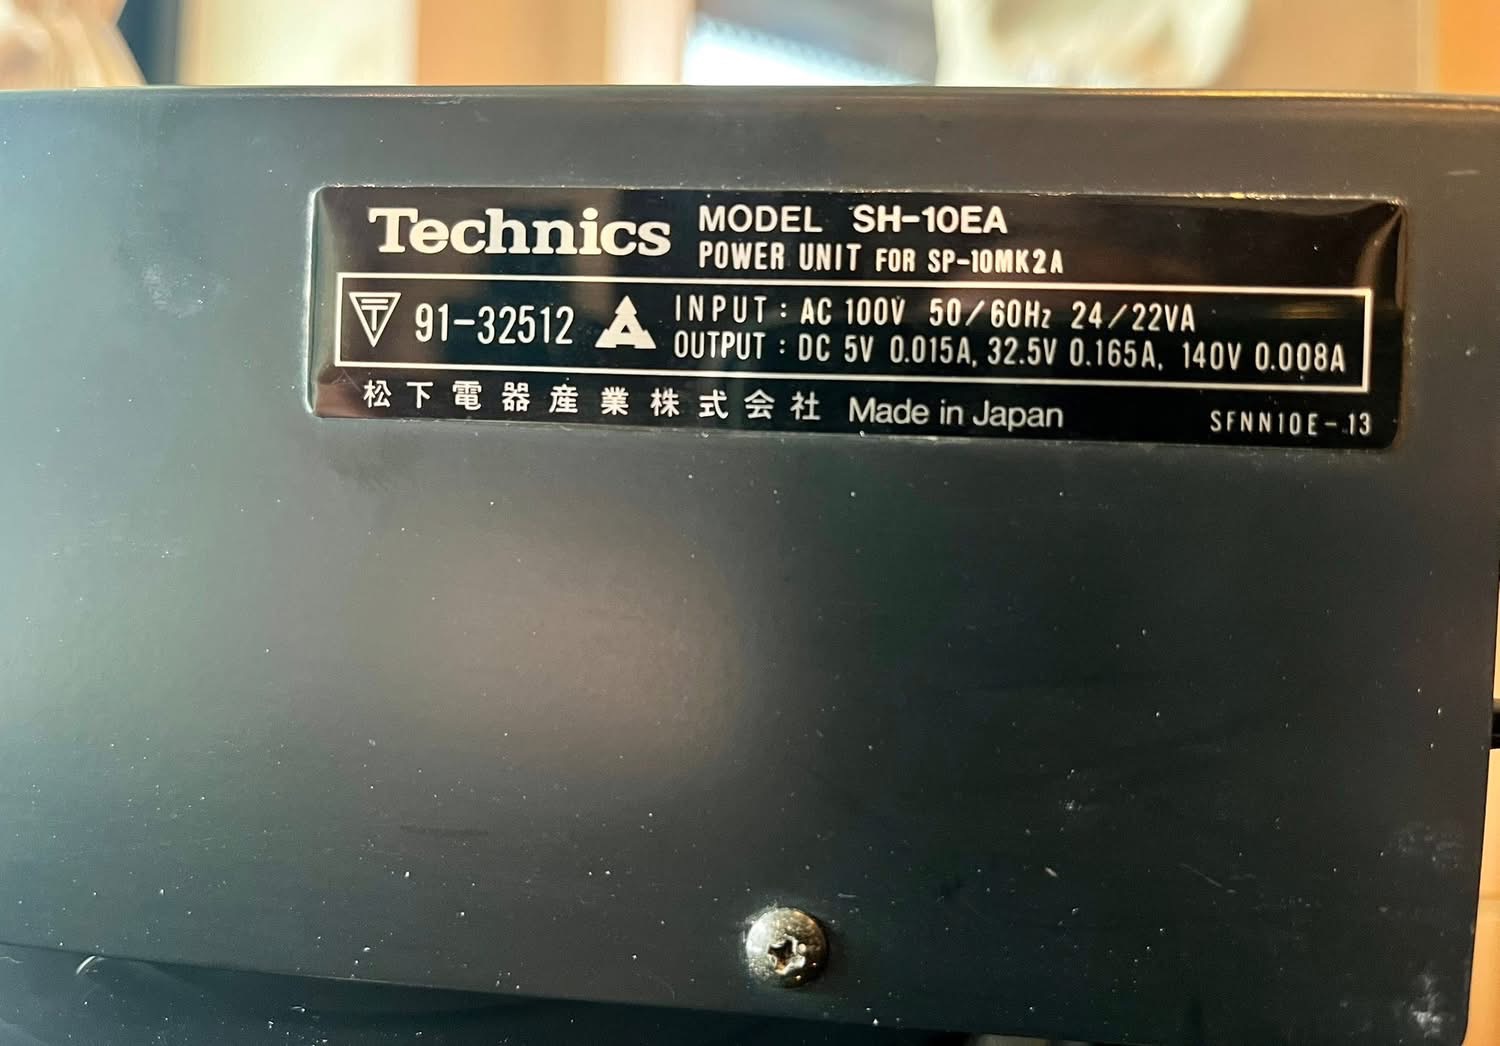 Technics MODEL SH-10EA
POWER UNIT FOR SP-10MK2A
91-32512 INPUT : AC 100V 50/60Hz 24/22VA
OUTPUT : DC 5V 0.015A, 32.5V 0.165A, 140V 0.008A
松下電器産業株式会社 Made in Japan SFNN10E-13